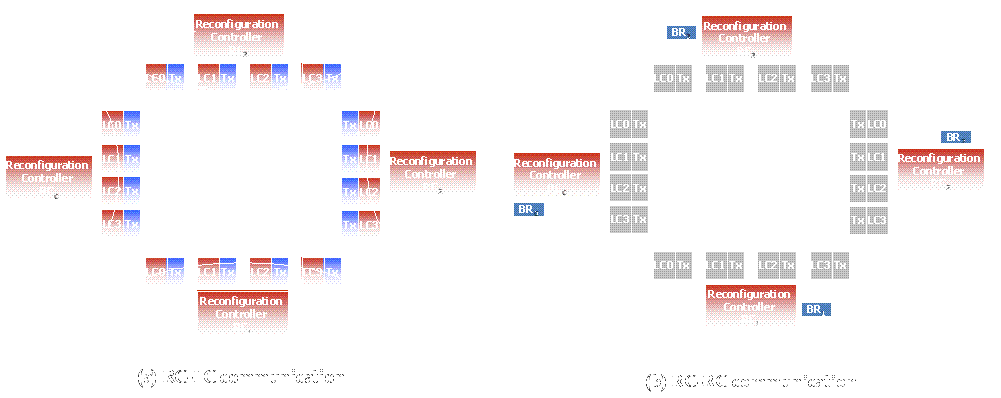 Reconfiguration
Controller
LC0 Tx LC1 Tx LC2 Tx LC3 Tx
LC0 Tx
LC1 Tx
LC2 Tx
LC3 Tx
Reconfiguration
Controller
Tx LC0
Tx LC1
Tx LC2
Tx LC3
Reconfiguration
Controller
LC0 Tx LC1 Tx LC2 Tx LC3 Tx
Reconfiguration
Controller
(a) RC-LC communication
BR
Reconfiguration
Controller
LC0 Tx LC1 Tx LC2 Tx LC3 Tx
LC0 Tx
LC1 Tx
LC2 Tx
LC3 Tx
Reconfiguration
Controller
BR
Tx LC0
Tx LC1
Tx LC2
Tx LC3
BR
Reconfiguration
Controller
LC0 Tx LC1 Tx LC2 Tx LC3 Tx
Reconfiguration
Controller
BR
(b) RC-RC communication